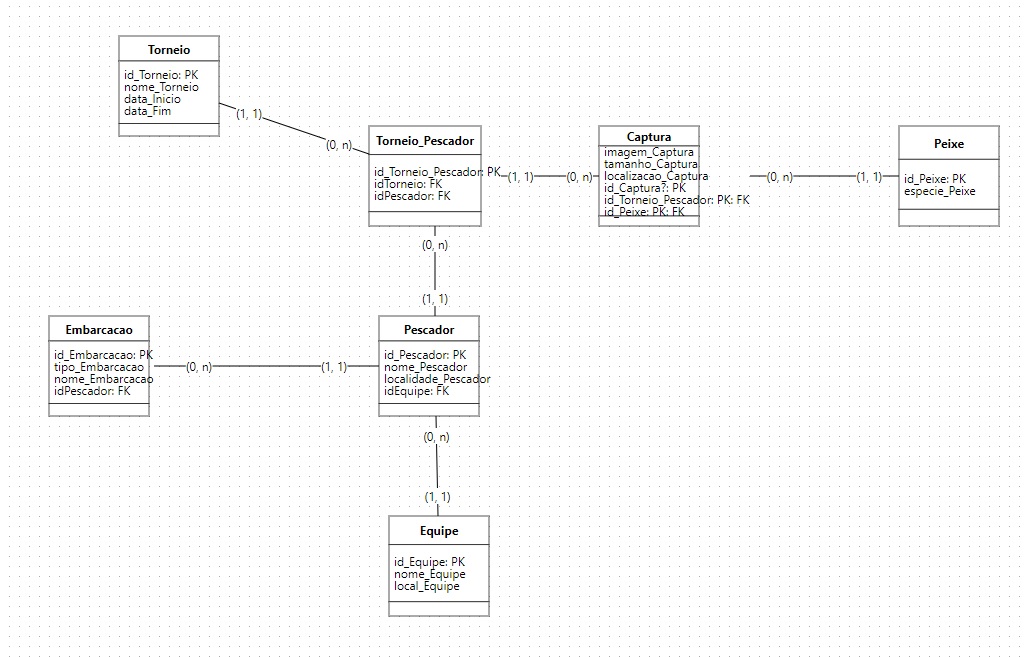 Torneio
id_Torneio: PK
nome_Torneio
data_Inicio
data_Fim
(1, 1)
(0, n)
Torneio_Pescador
id_Torneio_Pescador: PK
idTorneio: FK
idPescador: FK
(1, 1)
(0, n)
Captura
imagem_Captura
tamanho_Captura
localizacao_Captura
id_Captura?: PK
id_Torneio_Pescador: PK: FK
id_Peixe: PK: FK
(0, n)
(1, 1)
Peixe
id_Peixe: PK
especie_Peixe
(0, n)
(1, 1)
Embarcacao
id_Embarcacao: PK
tipo_Embarcacao
nome_Embarcacao
idPescador: FK
(0, n)
(1, 1)
Pescador
id_Pescador: PK
nome_Pescador
localidade_Pescador
idEquipe: FK
(0, n)
(1, 1)
Equipe
id_Equipe: PK
nome_Equipe
local_Equipe